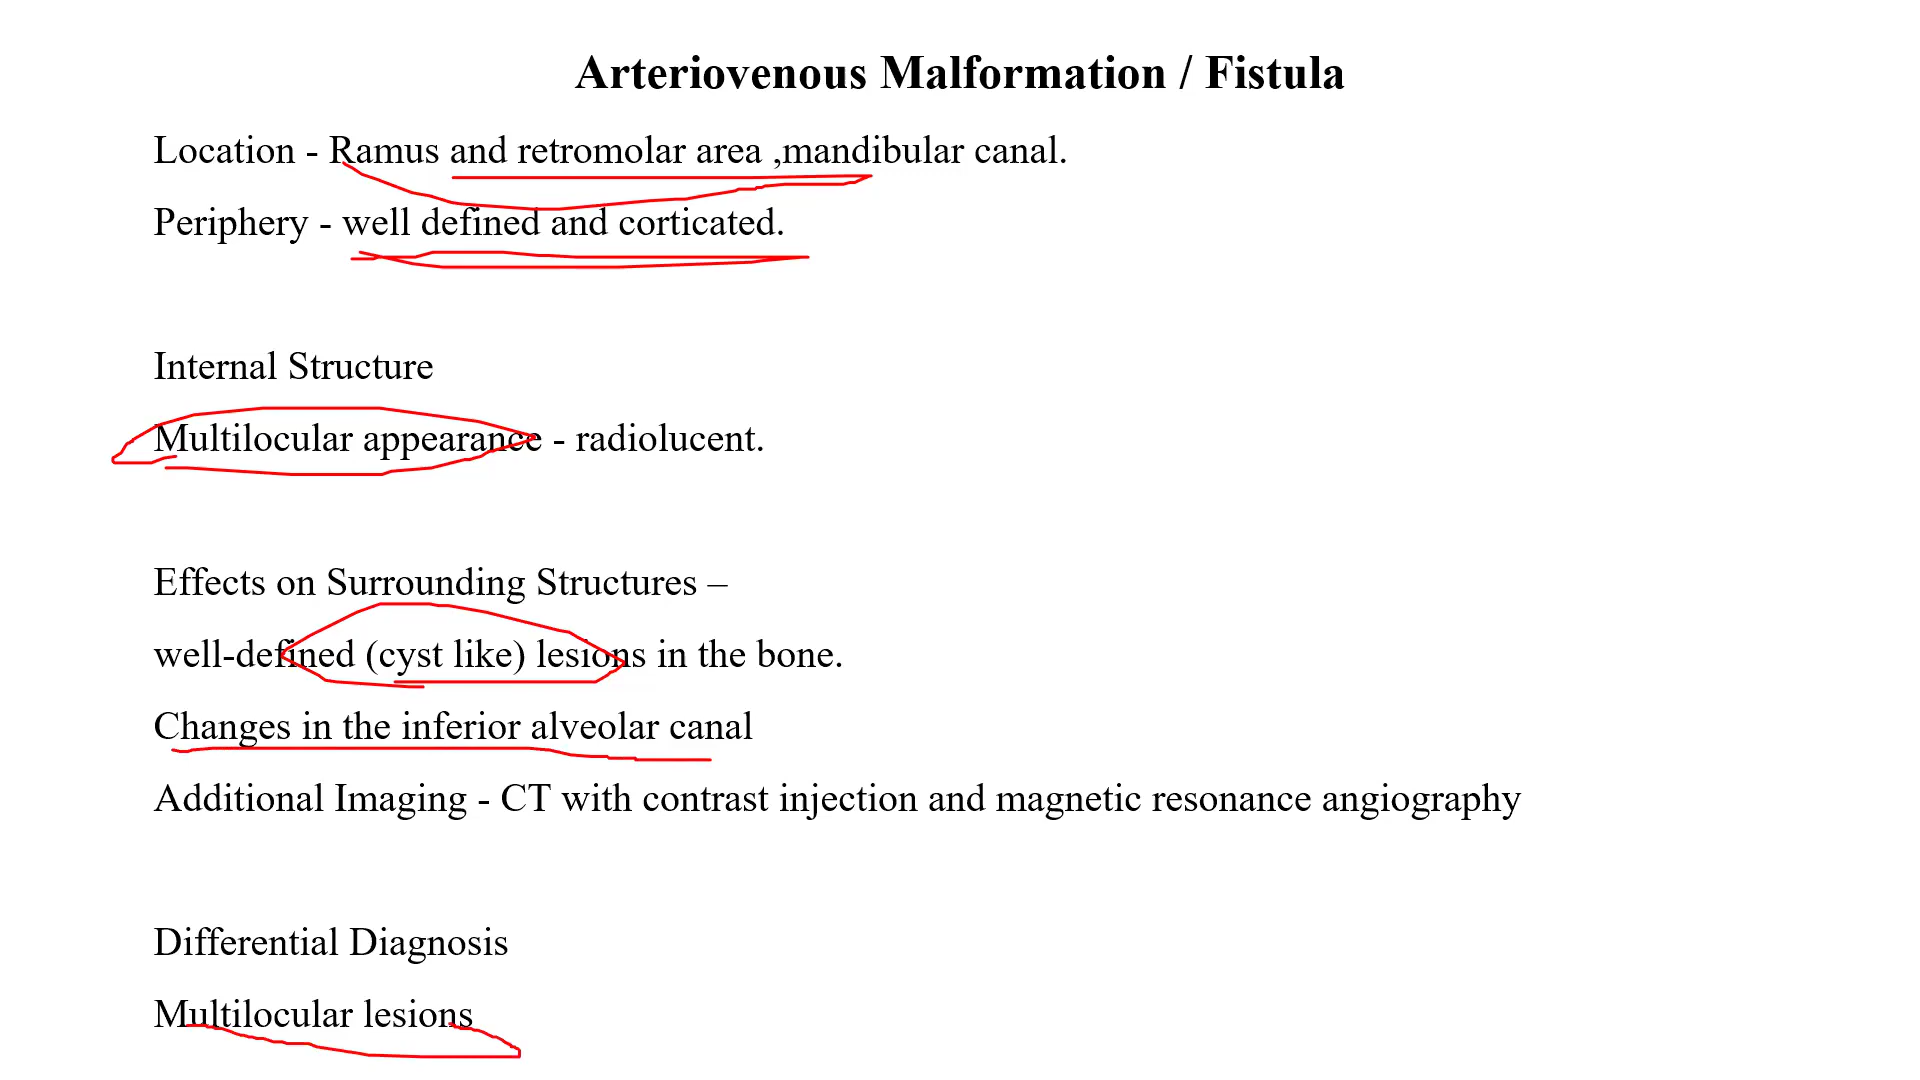 Arteriovenous Malformation / Fistula
Location - Ramus and retromolar area ,mandibular canal.
Periphery - well defined and corticated.
Internal Structure
Multilocular appearance - radiolucent.
Effects on Surrounding Structures –
well-defined (cyst like) lesions in the bone.
Changes in the inferior alveolar canal
Additional Imaging - CT with contrast injection and magnetic resonance angiography
Differential Diagnosis
Multilocular lesions